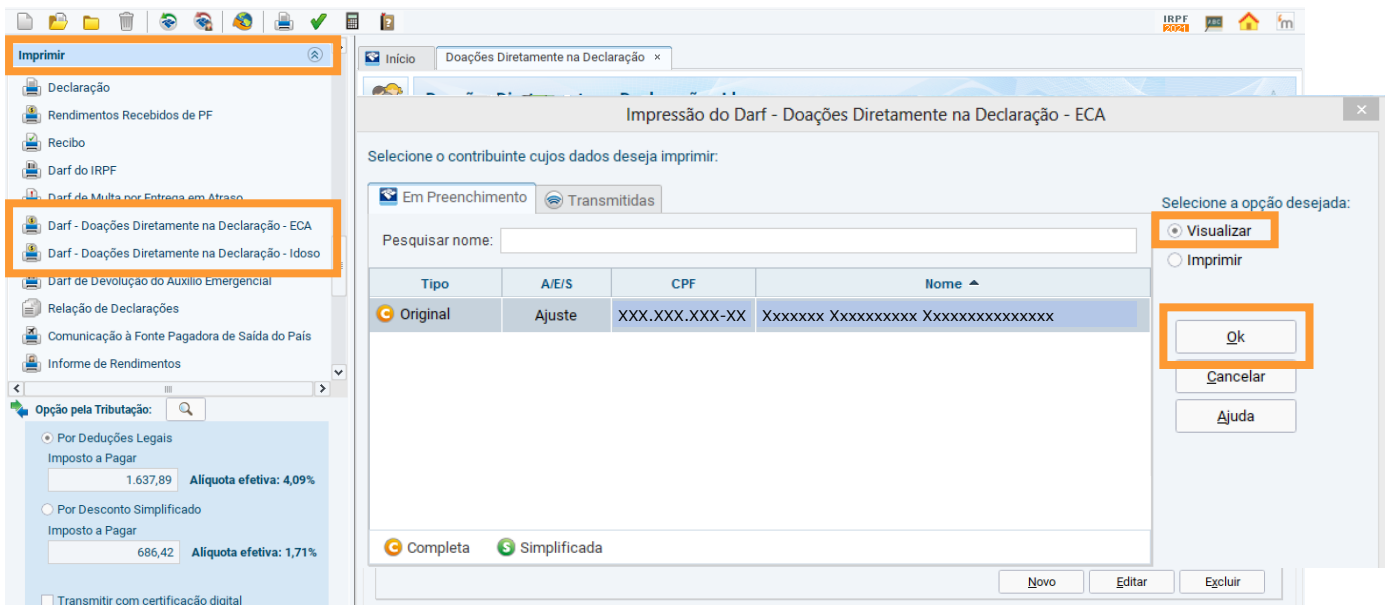 IRPF
2021
ABC
Imprimir
Declaração
Rendimentos Recebidos de PF
Recibo
Darf do IRPF
Darf de Multa por Entrega em Atraso
Darf - Doações Diretamente na Declaração - ECA
Darf - Doações Diretamente na Declaração - Idoso
Darf de Devolução do Auxílio Emergencial
Relação de Declarações
Comunicação à Fonte Pagadora de Saída do País
Informe de Rendimentos
Opção pela Tributação:
Por Deduções Legais
Imposto a Pagar
1.637,89 Alíquota efetiva: 4,09%
Por Desconto Simplificado
Imposto a Pagar
686,42 Alíquota efetiva: 1,71%
Transmitir com certificação digital
Início
Doações Diretamente na Declaração ×
Impressão do Darf - Doações Diretamente na Declaração - ECA
Selecione o contribuinte cujos dados deseja imprimir:
Em Preenchimento
Transmitidas
Pesquisar nome:
Tipo A/E/S CPF Nome
C Original Ajuste XXX.XXX.XXX-XX Xxxxxxx Xxxxxxxxxx Xxxxxxxxxxxxxxx
C Completa S Simplificada
Selecione a opção desejada:
Visualizar
Imprimir
Ok
Cancelar
Ajuda
Novo Editar Excluir